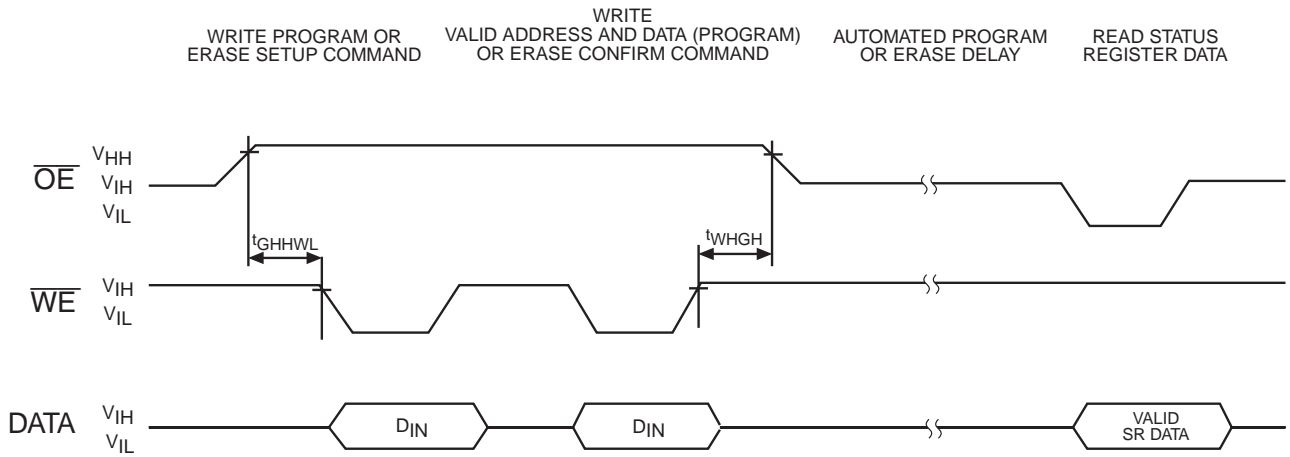 WRITE PROGRAM OR
ERASE SETUP COMMAND
WRITE
VALID ADDRESS AND DATA (PROGRAM)
OR ERASE CONFIRM COMMAND
AUTOMATED PROGRAM
OR ERASE DELAY
READ STATUS
REGISTER DATA
OE
VHH
VIH
VIL
tGHHWL
tWHGH
WE
VIH
VIL
DATA
VIH
VIL
DIN
DIN
VALID
SR DATA